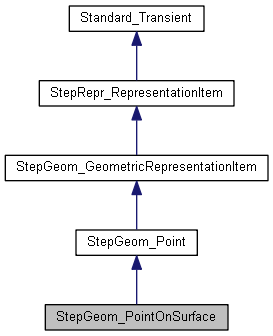 Standard_Transient
StepRepr_RepresentationItem
StepGeom_GeometricRepresentationItem
StepGeom_Point
StepGeom_PointOnSurface